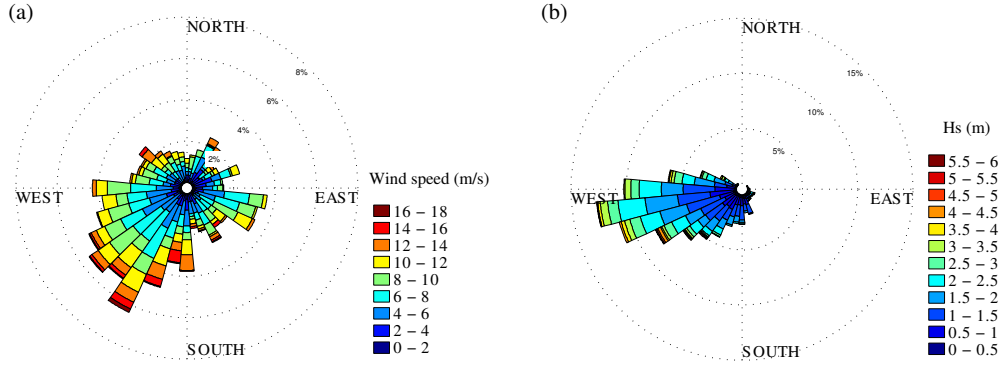 (a)
NORTH
8%
6%
4%
2%
WEST
EAST
SOUTH
Wind speed (m/s)
16 – 18
14 – 16
12 – 14
10 – 12
8 – 10
6 – 8
4 – 6
2 – 4
0 – 2
(b)
NORTH
15%
10%
5%
WEST
EAST
SOUTH
Hs (m)
5.5 – 6
5 – 5.5
4.5 – 5
4 – 4.5
3.5 – 4
3 – 3.5
2.5 – 3
2 – 2.5
1.5 – 2
1 – 1.5
0.5 – 1
0 – 0.5